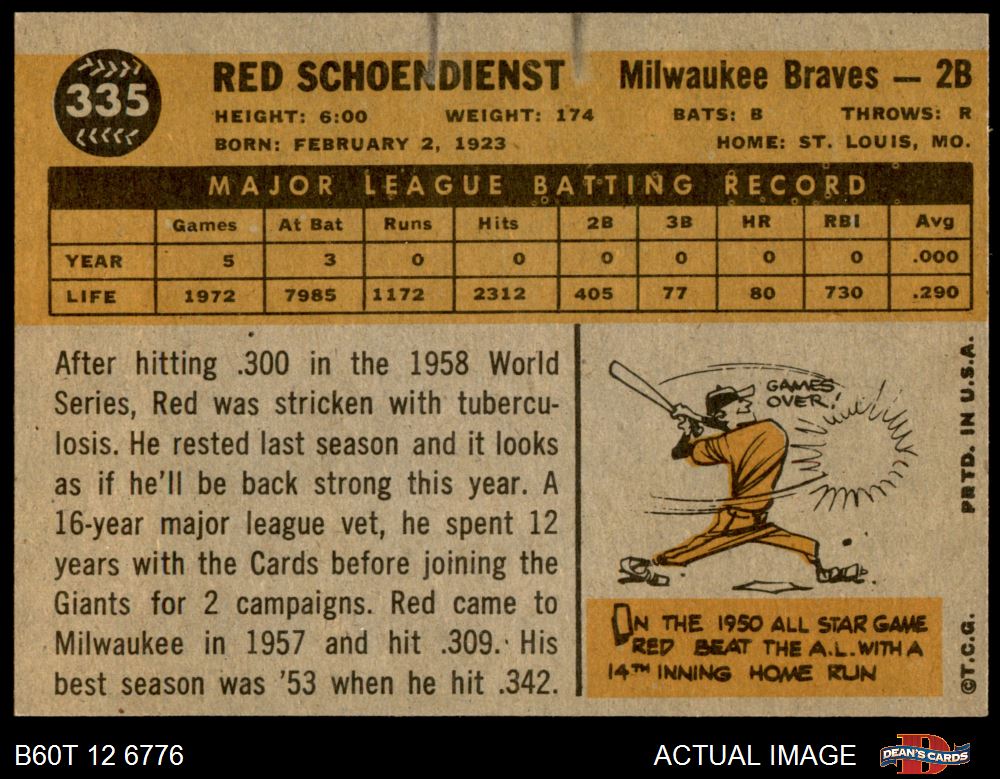 335
RED SCHOENDIENST Milwaukee Braves — 2B
HEIGHT: 6:00 WEIGHT: 174 BATS: B THROWS: R
BORN: FEBRUARY 2, 1923 HOME: ST. LOUIS, MO.
MAJOR LEAGUE BATTING RECORD
Games At Bat Runs Hits 2B 3B HR RBI Avg
YEAR 5 3 0 0 0 0 0 0 .000
LIFE 1972 7985 1172 2312 405 77 80 730 .290
After hitting .300 in the 1958 World
Series, Red was stricken with tubercu-
losis. He rested last season and it looks
as if he'll be back strong this year. A
16-year major league vet, he spent 12
years with the Cards before joining the
Giants for 2 campaigns. Red came to
Milwaukee in 1957 and hit .309. His
best season was '53 when he hit .342.
GAMES
OVER!
ON THE 1950 ALL STAR GAME
RED BEAT THE A.L. WITH A
14TH INNING HOME RUN
©T.C.G. PRTD. IN U.S.A.
B60T 12 6776 ACTUAL IMAGE
DEAN'S CARDS